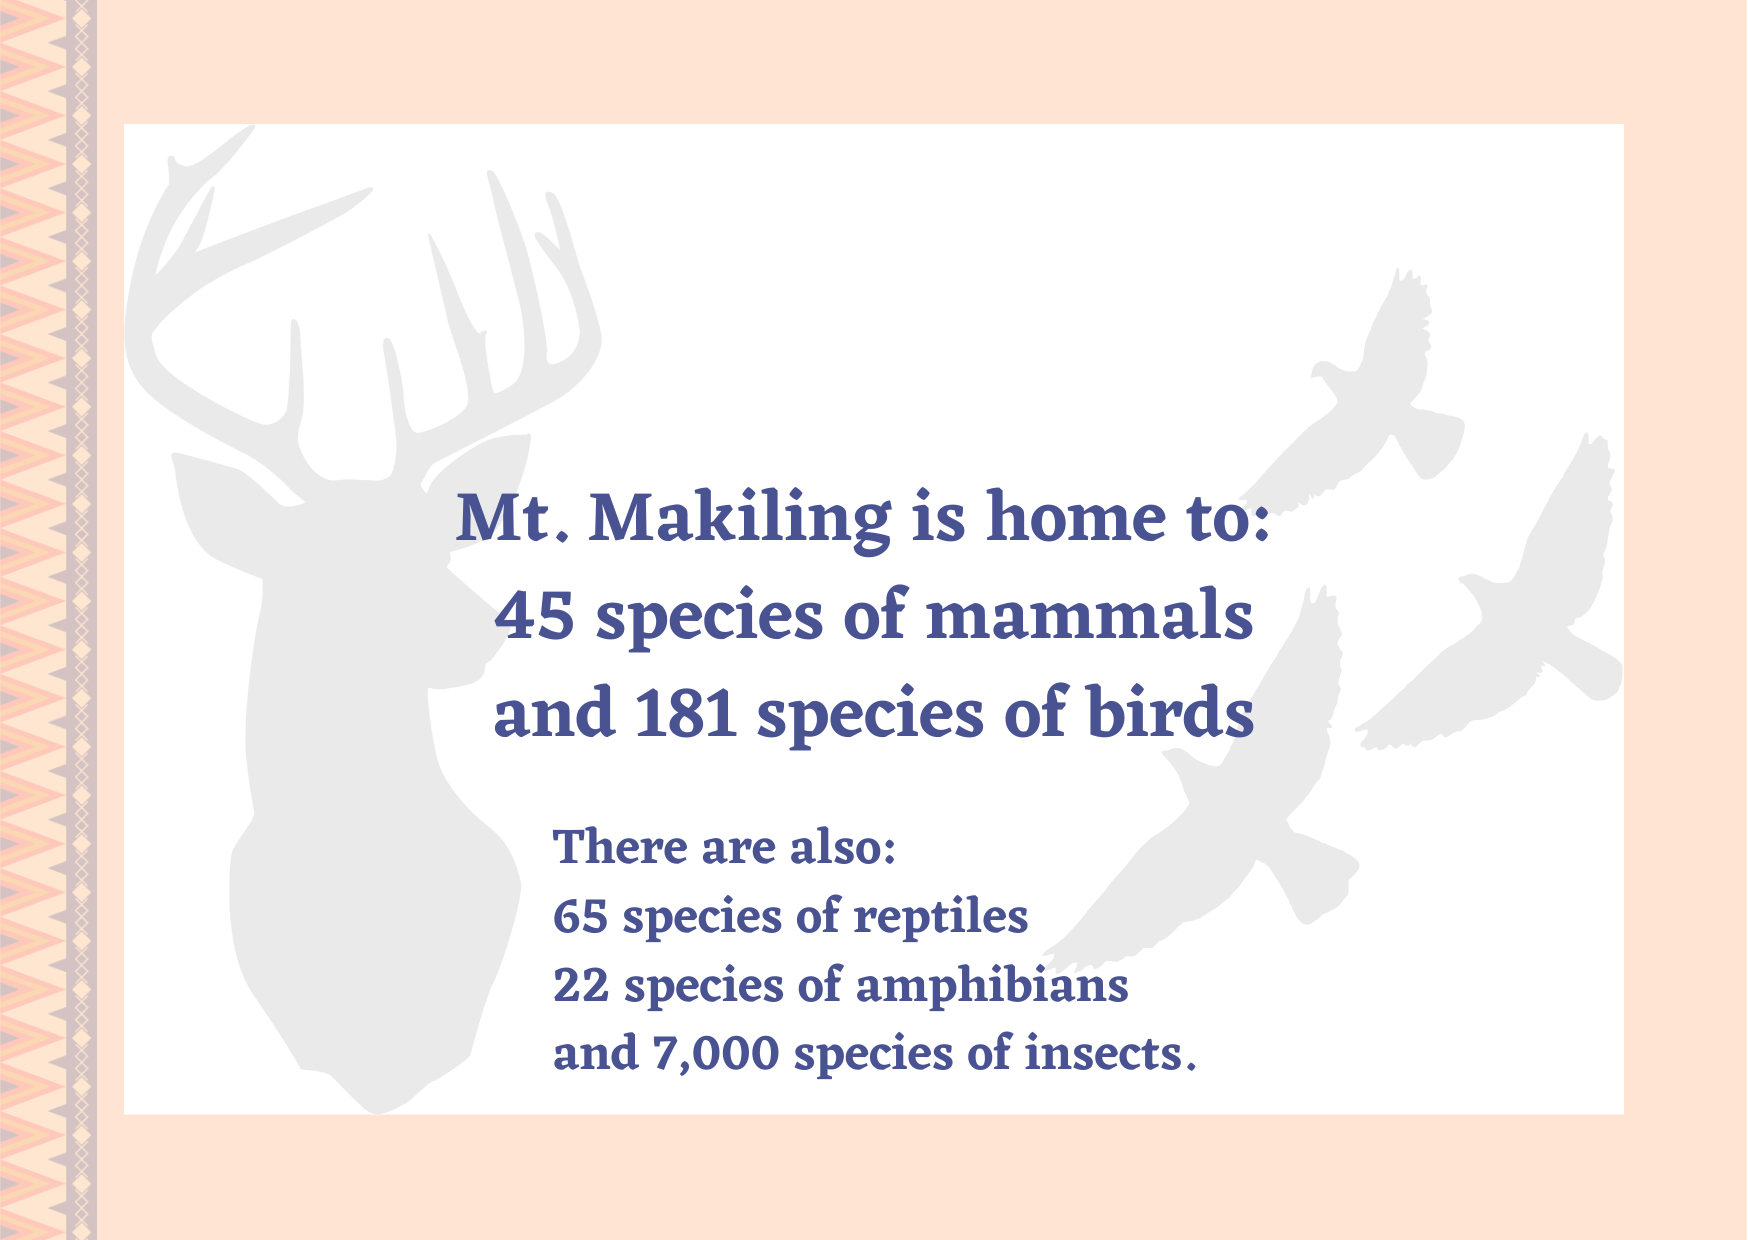 Mt. Makiling is home to:
45 species of mammals
and 181 species of birds
There are also:
65 species of reptiles
22 species of amphibians
and 7,000 species of insects.